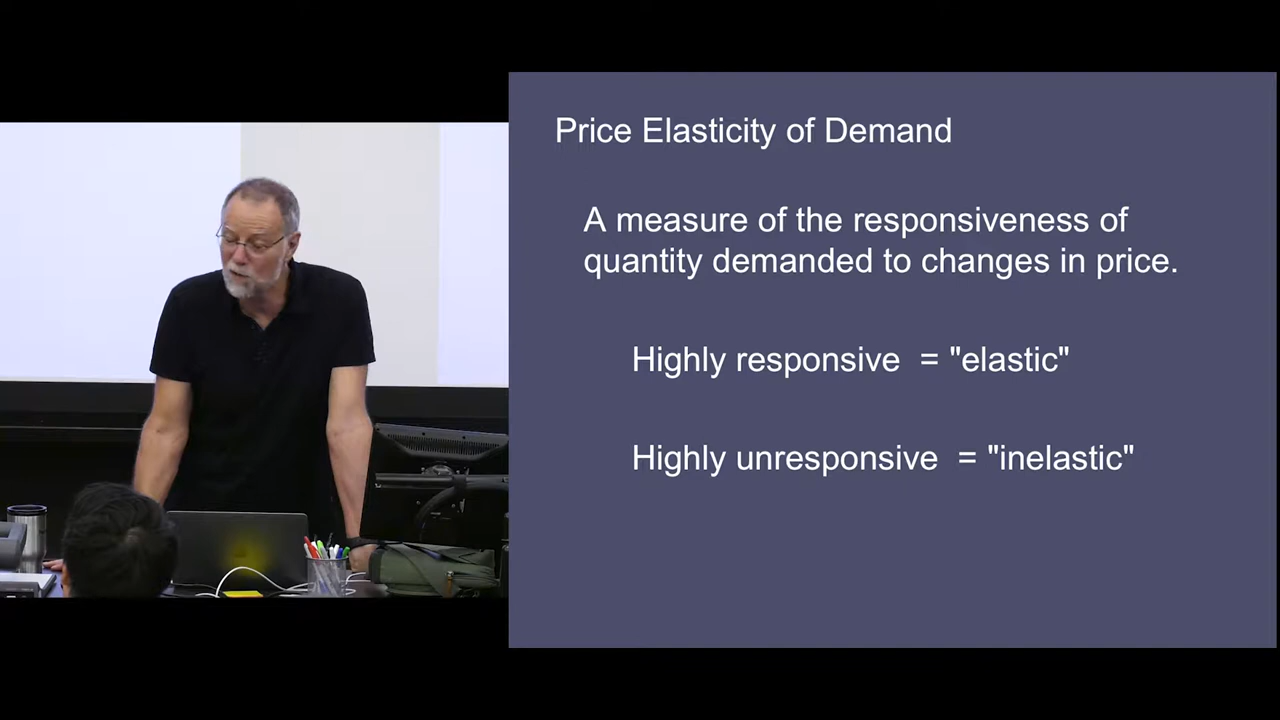 Price Elasticity of Demand
A measure of the responsiveness of
quantity demanded to changes in price.
Highly responsive = "elastic"
Highly unresponsive = "inelastic"